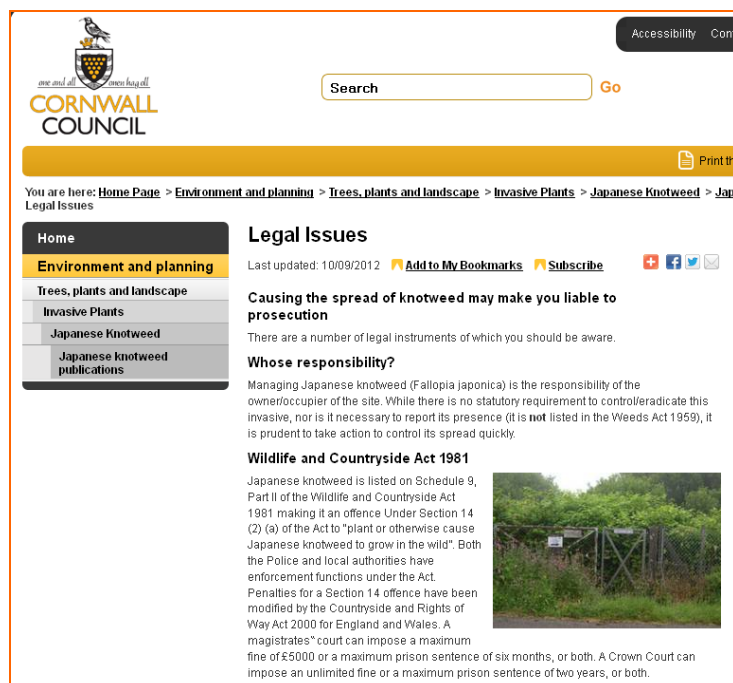 Accessibility
one and all
onen hag oll
CORNWALL
COUNCIL
Search
Go
Print
You are here: Home Page > Environment and planning > Trees, plants and landscape > Invasive Plants > Japanese Knotweed >
Legal Issues
Home
Environment and planning
Trees, plants and landscape
Invasive Plants
Japanese Knotweed
Japanese knotweed
publications
Legal Issues
Last updated: 10/09/2012 Add to My Bookmarks Subscribe
Causing the spread of knotweed may make you liable to
prosecution
There are a number of legal instruments of which you should be aware.
Whose responsibility?
Managing Japanese knotweed (Fallopia japonica) is the responsibility of the
owner/occupier of the site. While there is no statutory requirement to control/eradicate this
invasive, nor is it necessary to report its presence (it is not listed in the Weeds Act 1959), it
is prudent to take action to control its spread quickly.
Wildlife and Countryside Act 1981
Japanese knotweed is listed on Schedule 9,
Part II of the Wildlife and Countryside Act
1981 making it an offence Under Section 14
(2) (a) of the Act to "plant or otherwise cause
Japanese knotweed to grow in the wild". Both
the Police and local authorities have
enforcement functions under the Act.
Penalties for a Section 14 offence have been
modified by the Countryside and Rights of
Way Act 2000 for England and Wales. A
magistrates‟ court can impose a maximum
fine of £5000 or a maximum prison sentence of six months, or both. A Crown Court can
impose an unlimited fine or a maximum prison sentence of two years, or both.